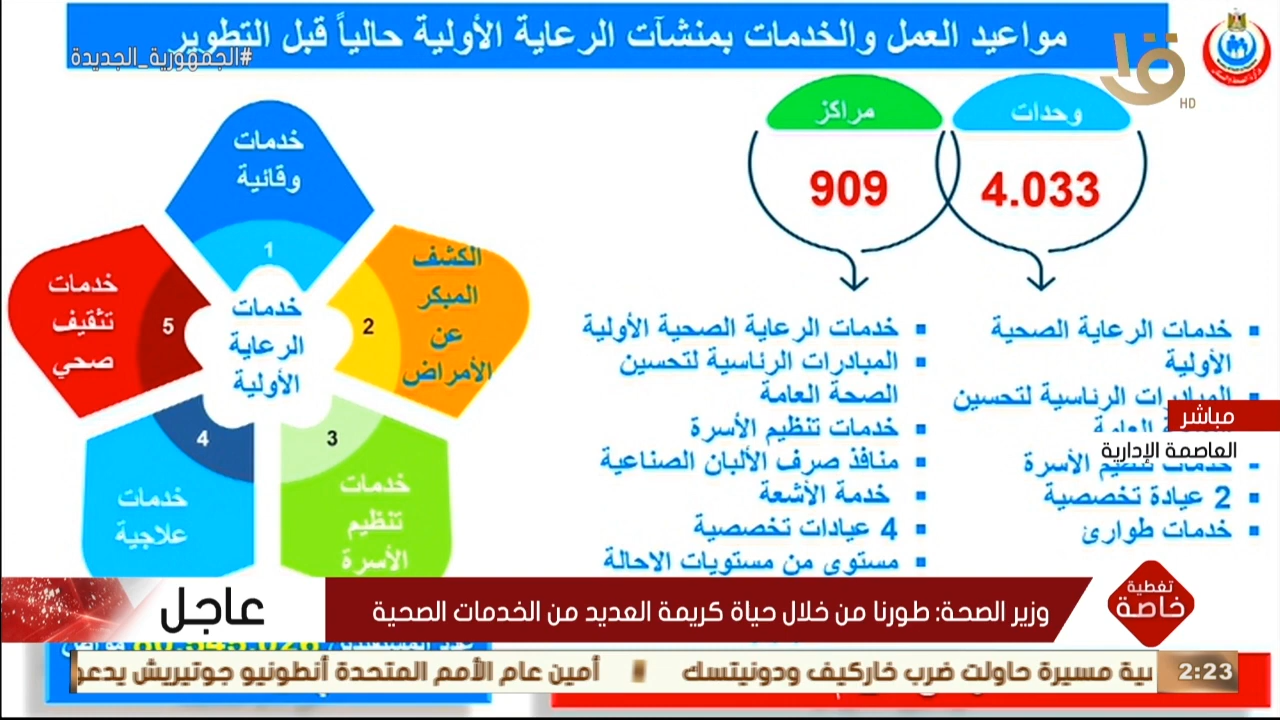 مواعيد العمل والخدمات بمنشآت الرعاية الأولية حالياً قبل التطوير
#الجمهورية_الجديدة
HD
وحدات
4.033
خدمات الرعاية الصحية
الأولية
المبادرات الرئاسية لتحسين
العامة
خدمات تنظيم الأسرة
2 عيادة تخصصية
خدمات طوارئ
مراكز
909
خدمات الرعاية الصحية الأولية
المبادرات الرئاسية لتحسين
الصحة العامة
خدمات تنظيم الأسرة
منافذ صرف الألبان الصناعية
خدمة الأشعة
4 عيادات تخصصية
مستوى من مستويات الاحالة
خدمات
وقائية
1
الكشف
المبكر
عن
الأمراض
2
خدمات
تنظيم
الأسرة
3
خدمات
علاجية
4
خدمات
تثقيف
صحي
5
خدمات
الرعاية
الأولية
مباشر
العاصمة الإدارية
تغطية
خاصة
وزير الصحة: طورنا من خلال حياة كريمة العديد من الخدمات الصحية
عاجل
2:23
مسيرة حاولت ضرب خاركيف ودونيتسك
أمين عام الأمم المتحدة أنطونيو جوتيريش